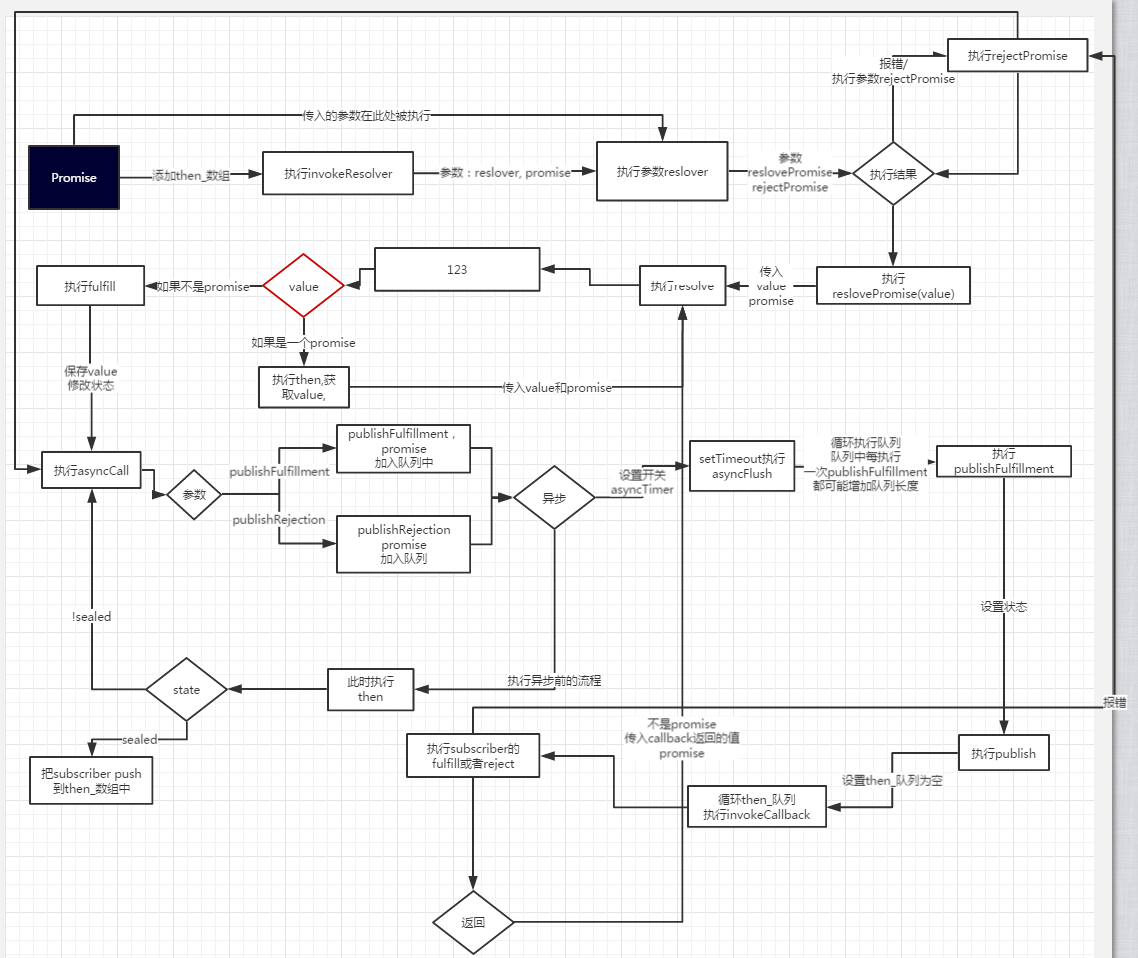 执行rejectPromise
报错/
执行参数rejectPromise
传入的参数在此处被执行
Promise
添加then_数组
执行invokeResolver
参数：reslover, promise
执行参数reslover
参数
reslovePromise
rejectPromise
执行结果
执行fulfill
如果不是promise
value
123
执行resolve
传入
value
promise
执行
reslovePromise(value)
如果是一个promise
保存value
修改状态
执行then,获
取value,
传入value和promise
执行asyncCall
参数
publishFulfillment
publishRejection
publishFulfillment，
promise
加入队列中
publishRejection
promise
加入队列
异步
设置开关
asyncTimer
setTimeout执行
asyncFlush
循环执行队列
队列中每执行
一次publishFulfillment
都可能增加队列长度
执行
publishFulfillment
!sealed
设置状态
state
此时执行
then
执行异步前的流程
报错
sealed
把subscriber push
到then_数组中
执行subscriber的
fulfill或者reject
不是promise
传入callback返回的值
promise
执行publish
设置then_队列为空
循环then_队列
执行invokeCallback
返回